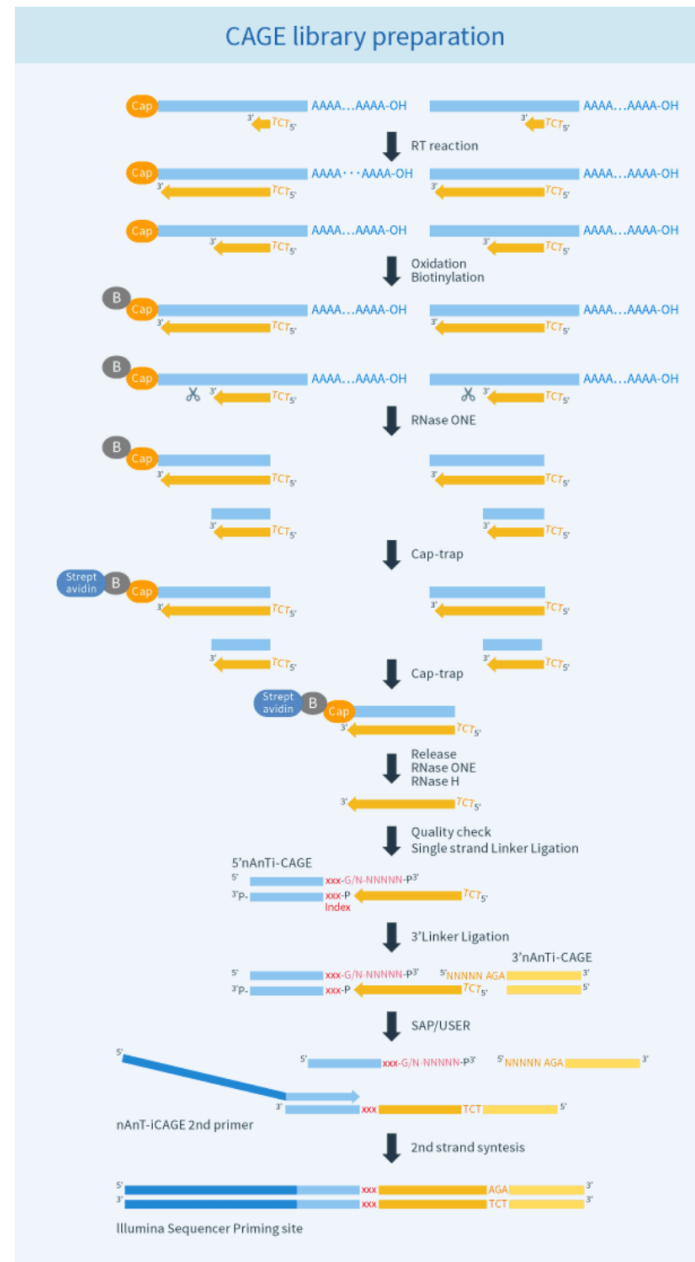 CAGE library preparation
Cap AAAA...AAAA-OH AAAA...AAAA-OH
3' TCT5' 3' TCT5'
RT reaction
Cap AAAA···AAAA-OH AAAA...AAAA-OH
3' TCT5' 3' TCT5'
Cap AAAA...AAAA-OH AAAA...AAAA-OH
3' TCT5' 3' TCT5'
Oxidation
Biotinylation
B
Cap AAAA...AAAA-OH AAAA...AAAA-OH
3' TCT5' 3' TCT5'
B
Cap AAAA...AAAA-OH AAAA...AAAA-OH
3' TCT5' 3' TCT5'
RNase ONE
B
Cap
3' TCT5' 3' TCT5'
3' TCT5' 3' TCT5'
Cap-trap
Strept
avidin B Cap
3' TCT5' 3' TCT5'
3' TCT5' 3' TCT5'
Cap-trap
Strept
avidin B Cap
3' TCT5'
Release
RNase ONE
RNase H
3' TCT5'
Quality check
Single strand Linker Ligation
5'nAnTi-CAGE
5' xxx-G/N-NNNNN-P3'
3'P- xxx-P TCT5'
Index
3'Linker Ligation
3'nAnTi-CAGE
5' xxx-G/N-NNNNN-P3' 5'NNNNN AGA 3'
3'P- xxx-P TCT5' 5'
SAP/USER
5' 5' xxx-G/N-NNNNN-P3' 5'NNNNN AGA 3'
3' xxx TCT 5'
nAnT-iCAGE 2nd primer
2nd strand syntesis
5' xxx AGA 3'
3' xxx TCT 3'
Illumina Sequencer Priming site